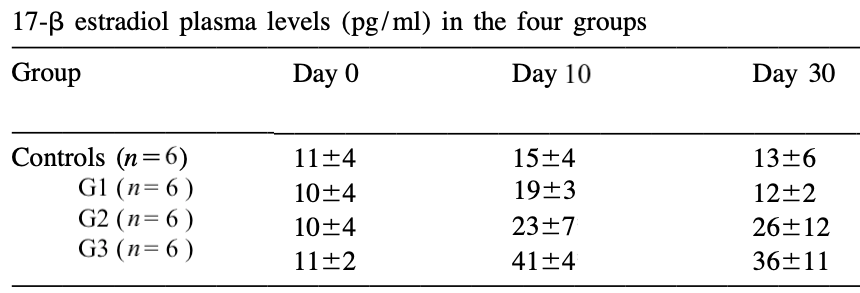 17-β estradiol plasma levels (pg/ml) in the four groups
Group Day 0 Day 10 Day 30
Controls (n=6) 11±4 15±4 13±6
G1 (n= 6 ) 10±4 19±3 12±2
G2 (n= 6 ) 10±4 23±7 26±12
G3 (n= 6 ) 11±2 41±4 36±11